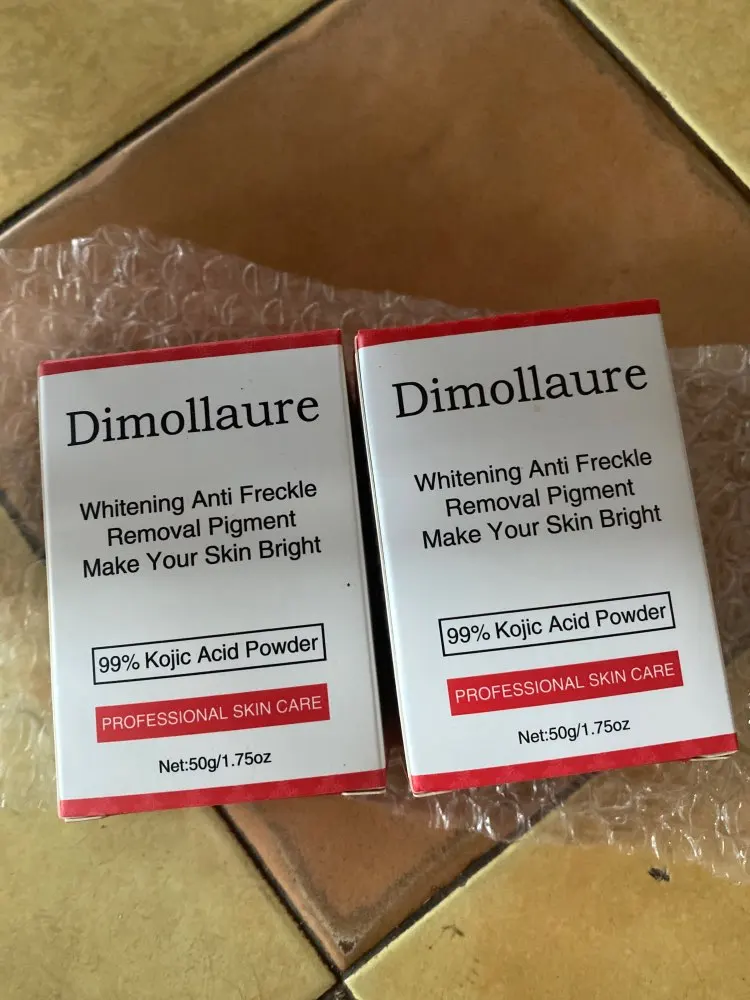 Dimollaure
Whitening Anti Freckle
Removal Pigment
Make Your Skin Bright
99% Kojic Acid Powder
PROFESSIONAL SKIN CARE
Net:50g/1.75oz
Dimollaure
Whitening Anti Freckle
Removal Pigment
Make Your Skin Bright
99% Kojic Acid Powder
PROFESSIONAL SKIN CARE
Net:50g/1.75oz